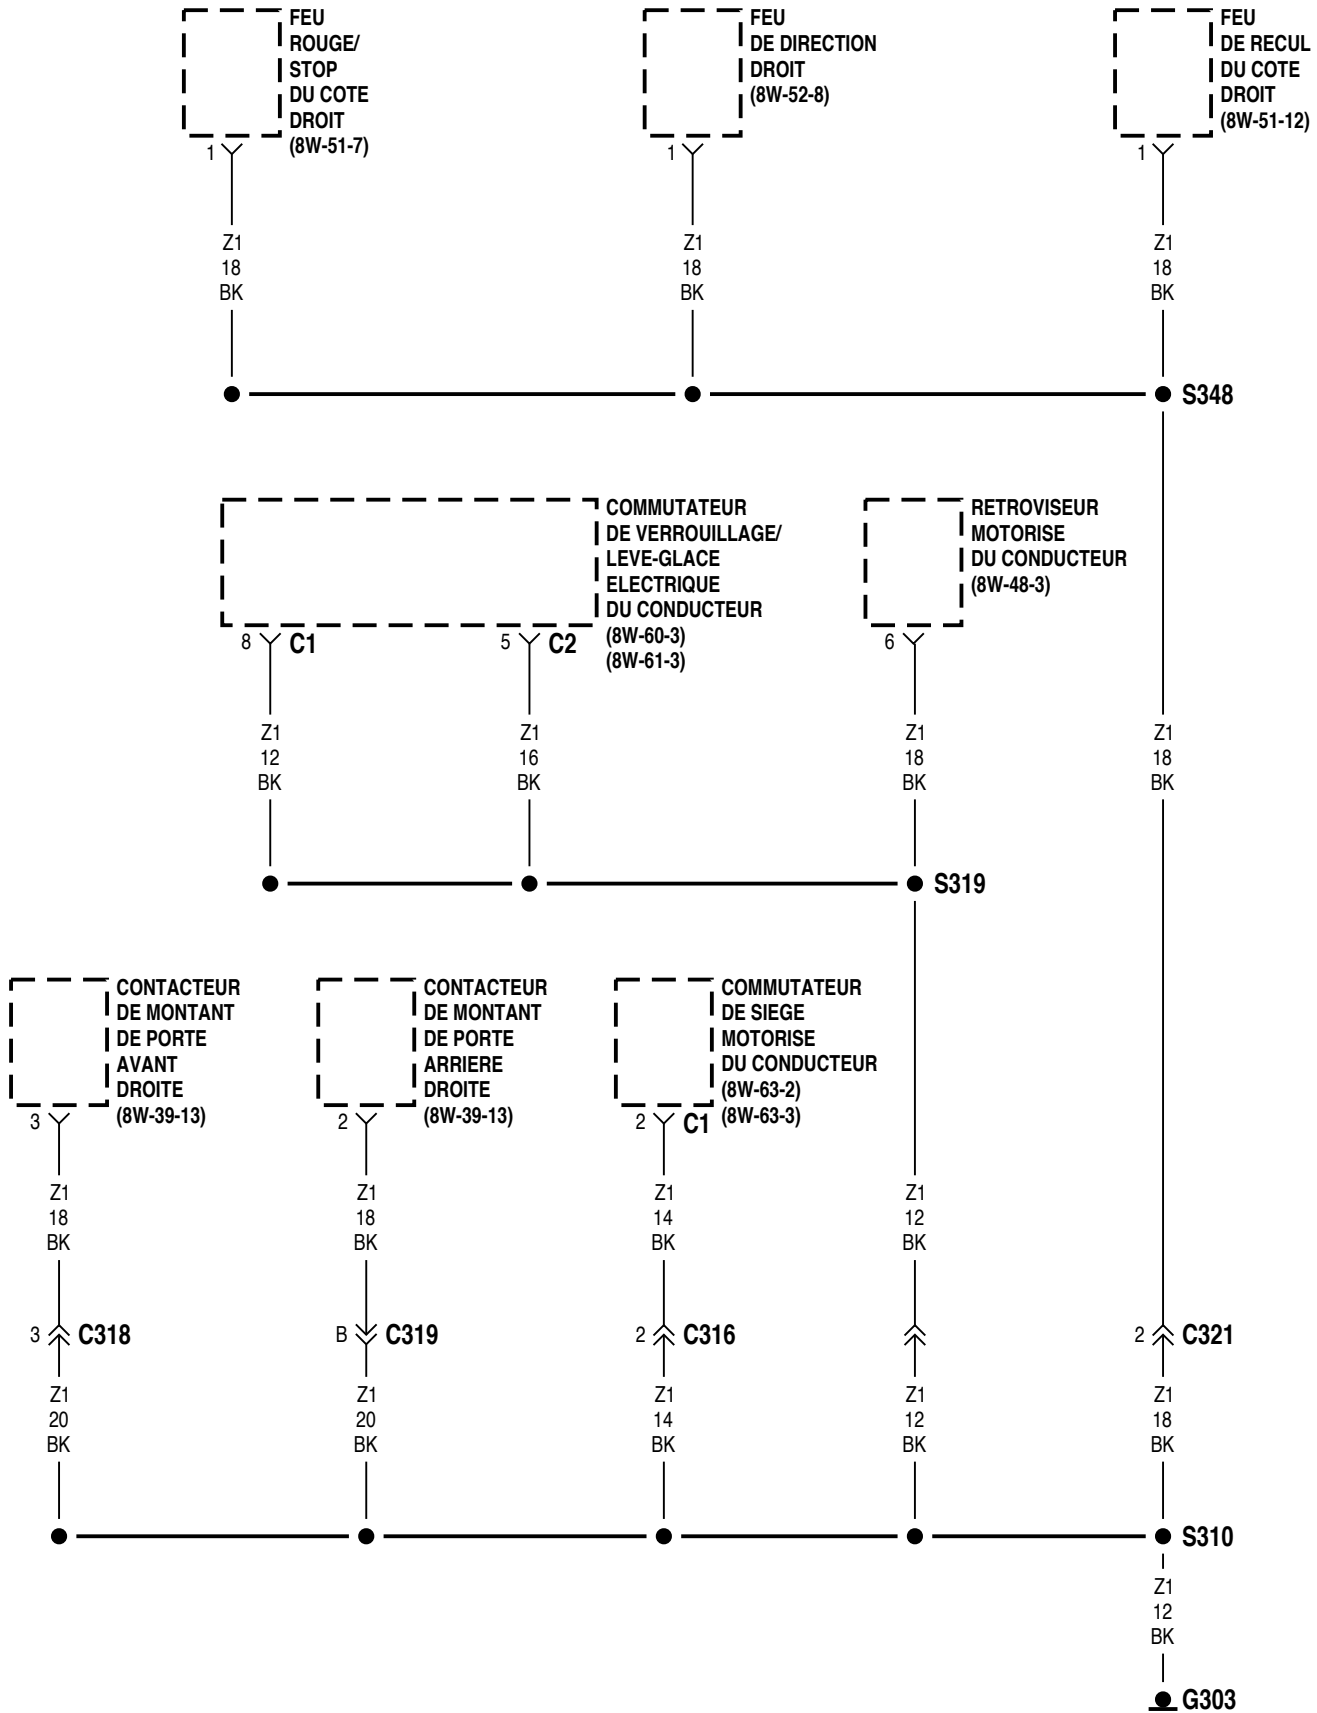 FEU
ROUGE/
STOP
DU COTE
DROIT
(8W-51-7)
1
FEU
DE DIRECTION
DROIT
(8W-52-8)
1
FEU
DE RECUL
DU COTE
DROIT
(8W-51-12)
1
Z1
18
BK
Z1
18
BK
Z1
18
BK
S348
COMMUTATEUR
DE VERROUILLAGE/
LEVE-GLACE
ELECTRIQUE
DU CONDUCTEUR
(8W-60-3)
(8W-61-3)
8
C1
5
C2
RETROVISEUR
MOTORISE
DU CONDUCTEUR
(8W-48-3)
6
Z1
12
BK
Z1
16
BK
Z1
18
BK
Z1
18
BK
S319
CONTACTEUR
DE MONTANT
DE PORTE
AVANT
DROITE
(8W-39-13)
3
CONTACTEUR
DE MONTANT
DE PORTE
ARRIERE
DROITE
(8W-39-13)
2
COMMUTATEUR
DE SIEGE
MOTORISE
DU CONDUCTEUR
(8W-63-2)
(8W-63-3)
2
C1
Z1
18
BK
Z1
18
BK
Z1
14
BK
Z1
12
BK
3
C318
B
C319
2
C316
2
C321
Z1
20
BK
Z1
20
BK
Z1
14
BK
Z1
12
BK
Z1
18
BK
S310
Z1
12
BK
G303